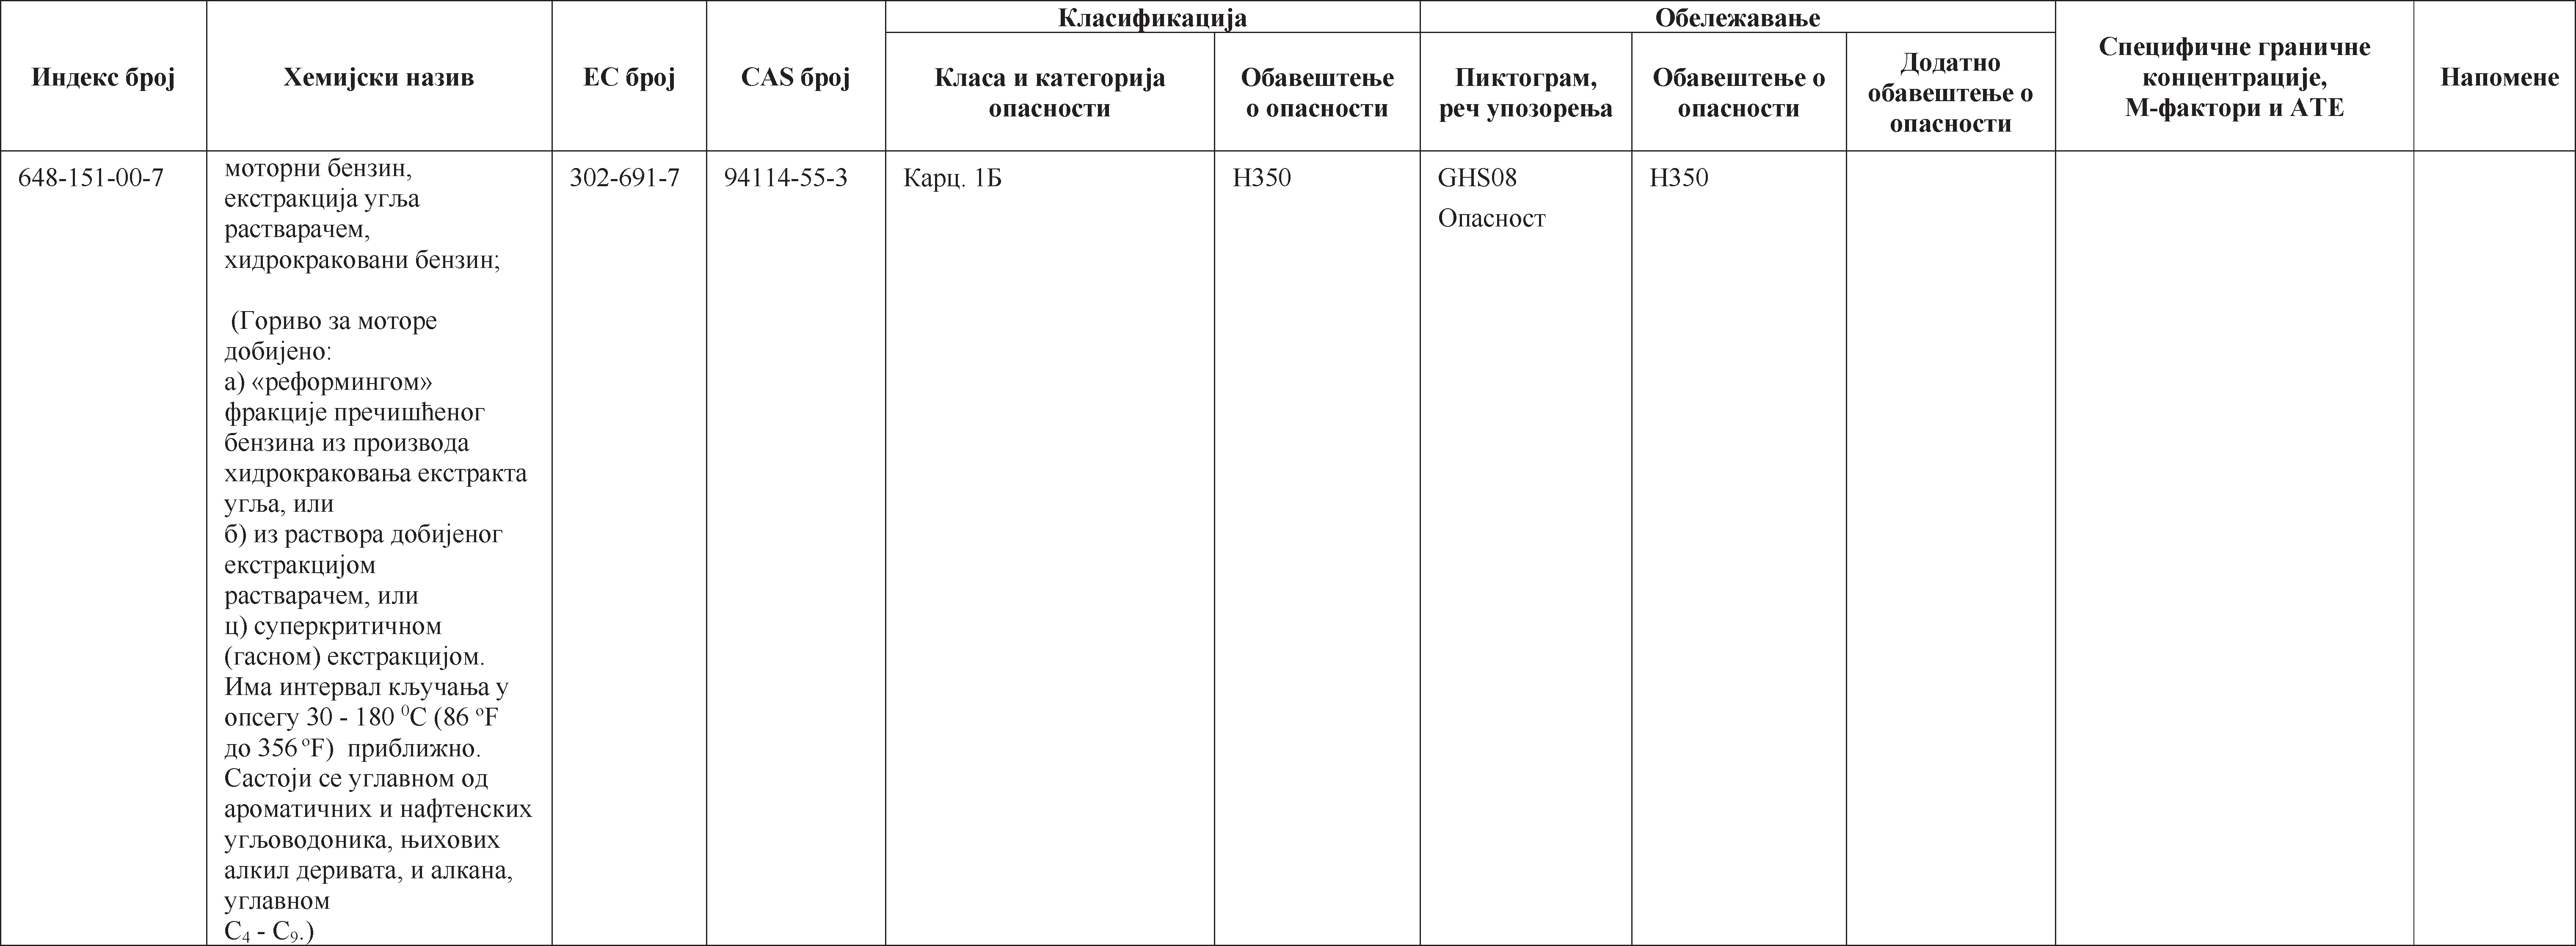 Класификација
Обележавање
Индекс број
Хемијски назив
ЕС број
CAS број
Класа и категорија
опасности
Обавештење
о опасности
Пиктограм,
реч упозорења
Обавештење о
опасности
Додатно
обавештење о
опасности
Специфичне граничне
концентрације,
М-фактори и АТЕ
Напомене
648-151-00-7
моторни бензин,
екстракција угља
растварачем,
хидрокраковани бензин;
(Гориво за моторе
добијено:
а) «реформингом»
фракције пречишћеног
бензина из производа
хидрокраковања екстракта
угља, или
б) из раствора добијеног
екстракцијом
растварачем, или
ц) суперкритичном
(гасном) екстракцијом.
Има интервал кључања у
опсегу 30 - 180 ⁰C (86 ºF
до 356 ºF)  приближно.
Састоји се углавном од
ароматичних и нафтенских
угљоводоника, њихових
алкил деривата, и алкана,
углавном
C₄ - C₉.)
302-691-7
94114-55-3
Карц. 1Б
H350
GHS08
Опасност
H350